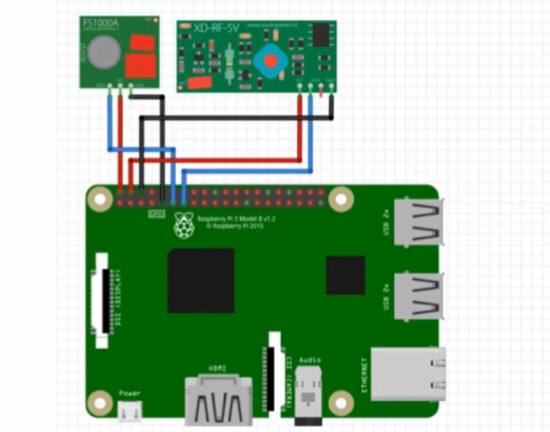 FS1000A
XD-RF-5V
GPIO
Raspberry Pi 3 Model B v1.2
© Raspberry Pi 2015
USB 2x
DSI (DISPLAY)
USB 2x
HDMI
CSI (CAMERA)
Audio
ETHERNET
Power